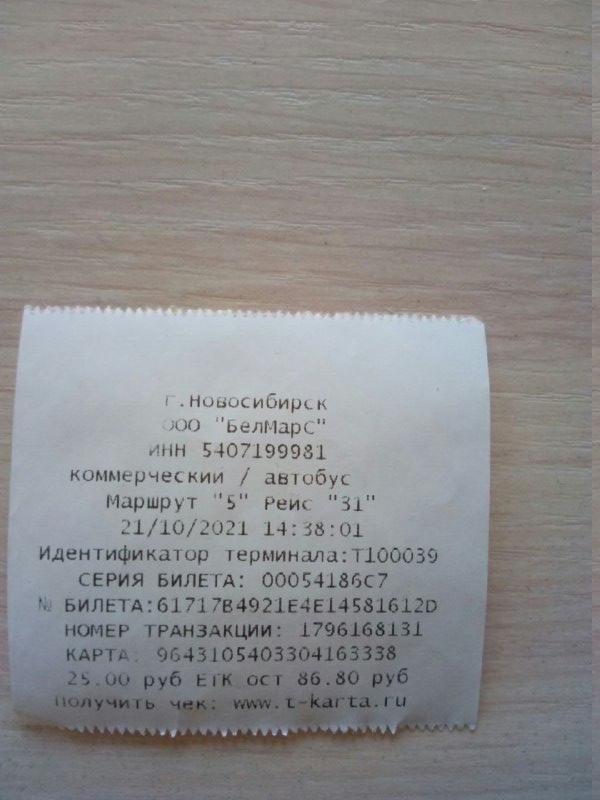 г.Новосибирск
ООО "БелМарС"
ИНН 5407199981
коммерческий / автобус
Маршрут "5" Рейс "31"
21/10/2021 14:38:01
Идентификатор терминала:Т100039
СЕРИЯ БИЛЕТА: 00054186C7
№ БИЛЕТА:61717B4921E4E14581612D
НОМЕР ТРАНЗАКЦИИ: 1796168131
КАРТА: 9643105403304163338
25.00 руб ЕТК ост 86.80 руб
Получить чек: www.t-karta.ru